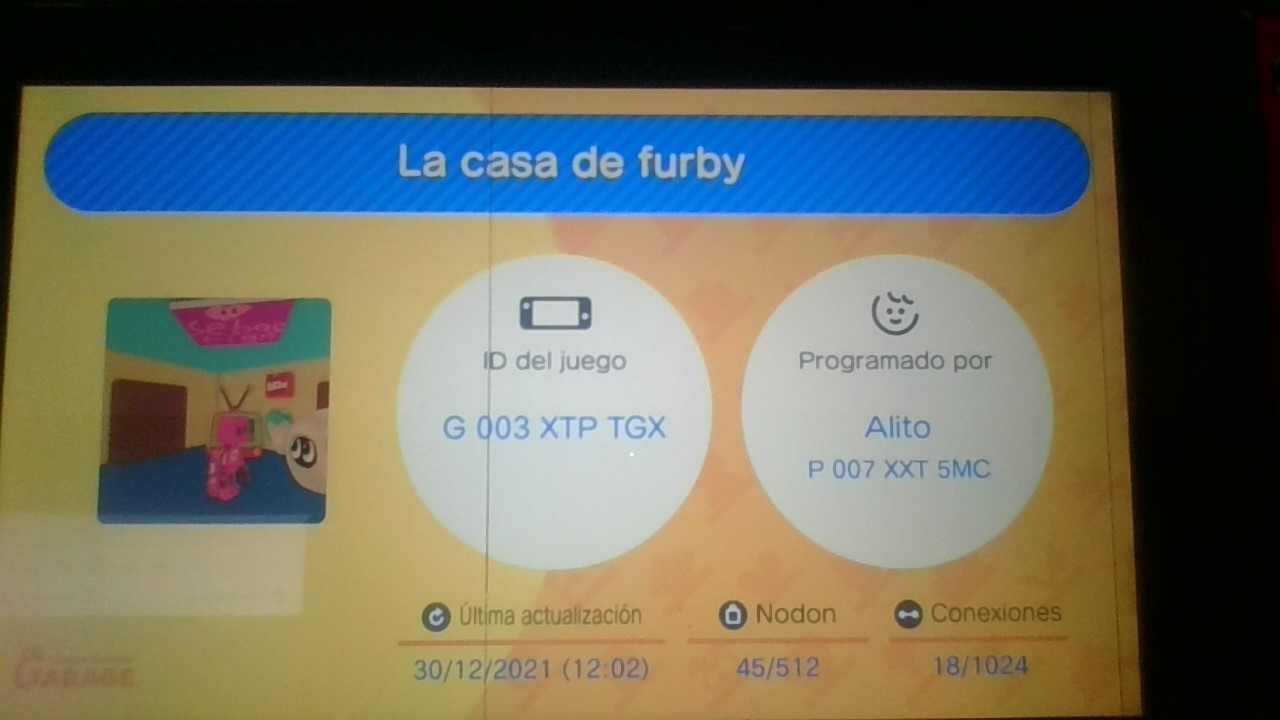 La casa de furby
ID del juego
G 003 XTP TGX
Programado por
Alito
P 007 XXT 5MC
Última actualización
30/12/2021 (12:02)
Nodon
45/512
Conexiones
18/1024
GARAGE